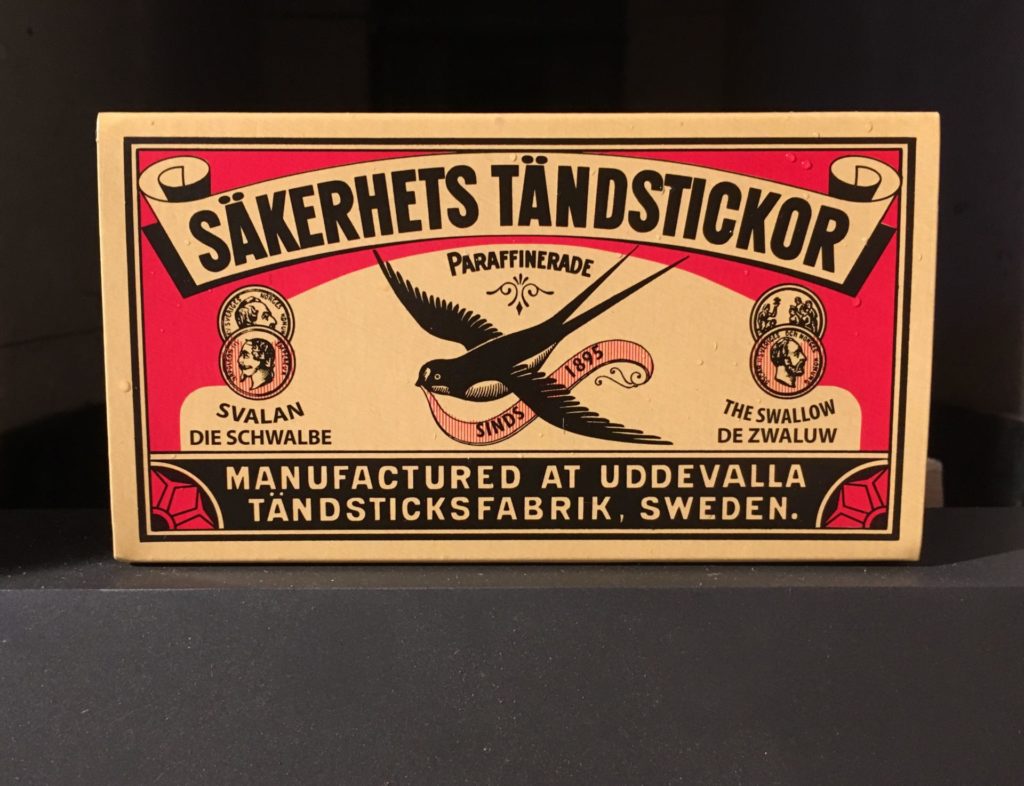 SÄKERHETS TÄNDSTICKOR
PARAFFINERADE
SINDS 1895
SVALAN
DIE SCHWALBE
THE SWALLOW
DE ZWALUW
MANUFACTURED AT UDDEVALLA
TÄNDSTICKSFABRIK, SWEDEN.